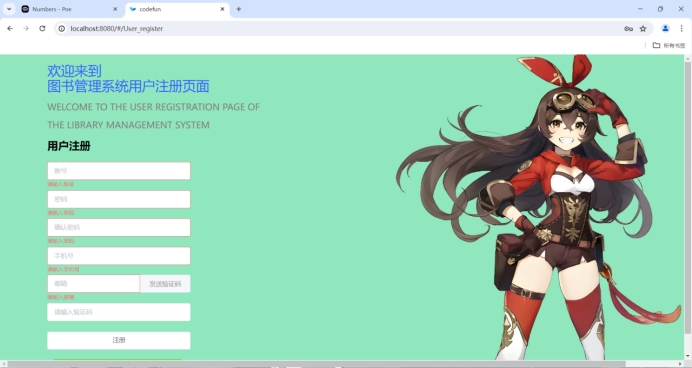 Numbers - Poe
codefun
localhost:8080/#/User_register
所有书签
欢迎来到
图书管理系统用户注册页面
WELCOME TO THE USER REGISTRATION PAGE OF
THE LIBRARY MANAGEMENT SYSTEM
用户注册
账号
请输入账号
密码
请输入密码
确认密码
请输入密码
手机号
请输入手机号
邮箱
发送验证码
请输入邮箱
请输入验证码
注册